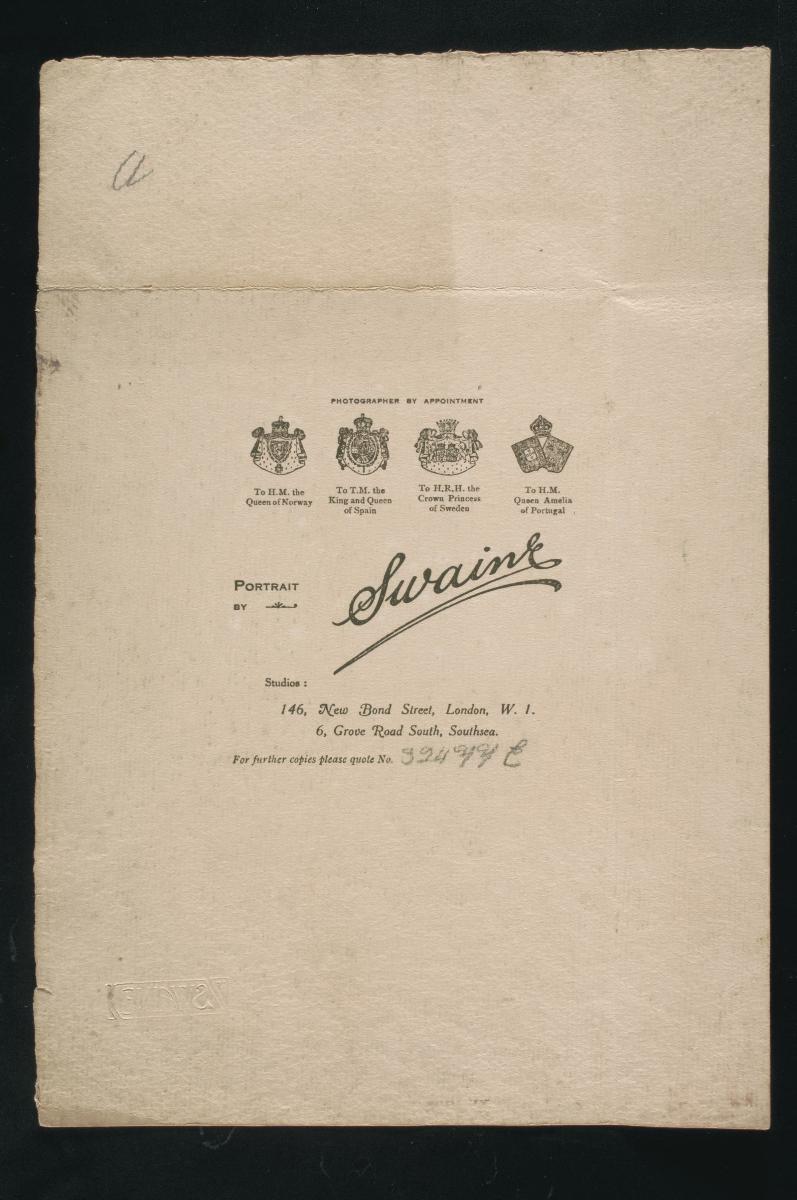 a
PHOTOGRAPHER BY APPOINTMENT
To H.M. the
Queen of Norway
To T.M. the
King and Queen
of Spain
To H.R.H. the
Crown Princess
of Sweden
To H.M.
Queen Amelia
of Portugal
PORTRAIT
BY
Swaine
Studios :
146, New Bond Street, London, W. 1.
6, Grove Road South, Southsea.
For further copies please quote No.